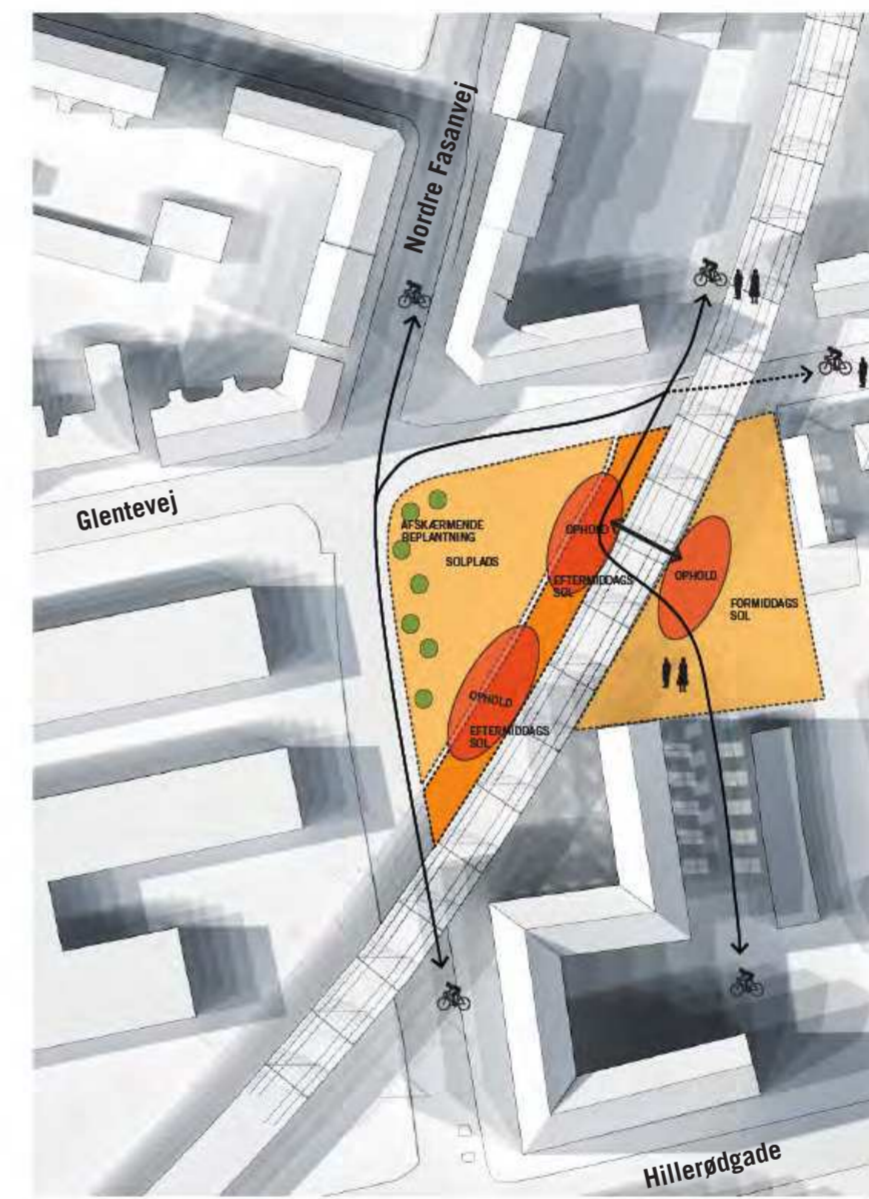 Nordre Fasanvej
Glentevej
AFSKÆRMENDE
BEPLANTNING
SOLPLADS
OPHOLD
EFTERMIDDAGS
SOL
OPHOLD
FORMIDDAGS
SOL
OPHOLD
EFTERMIDDAGS
SOL
Hillerødgade